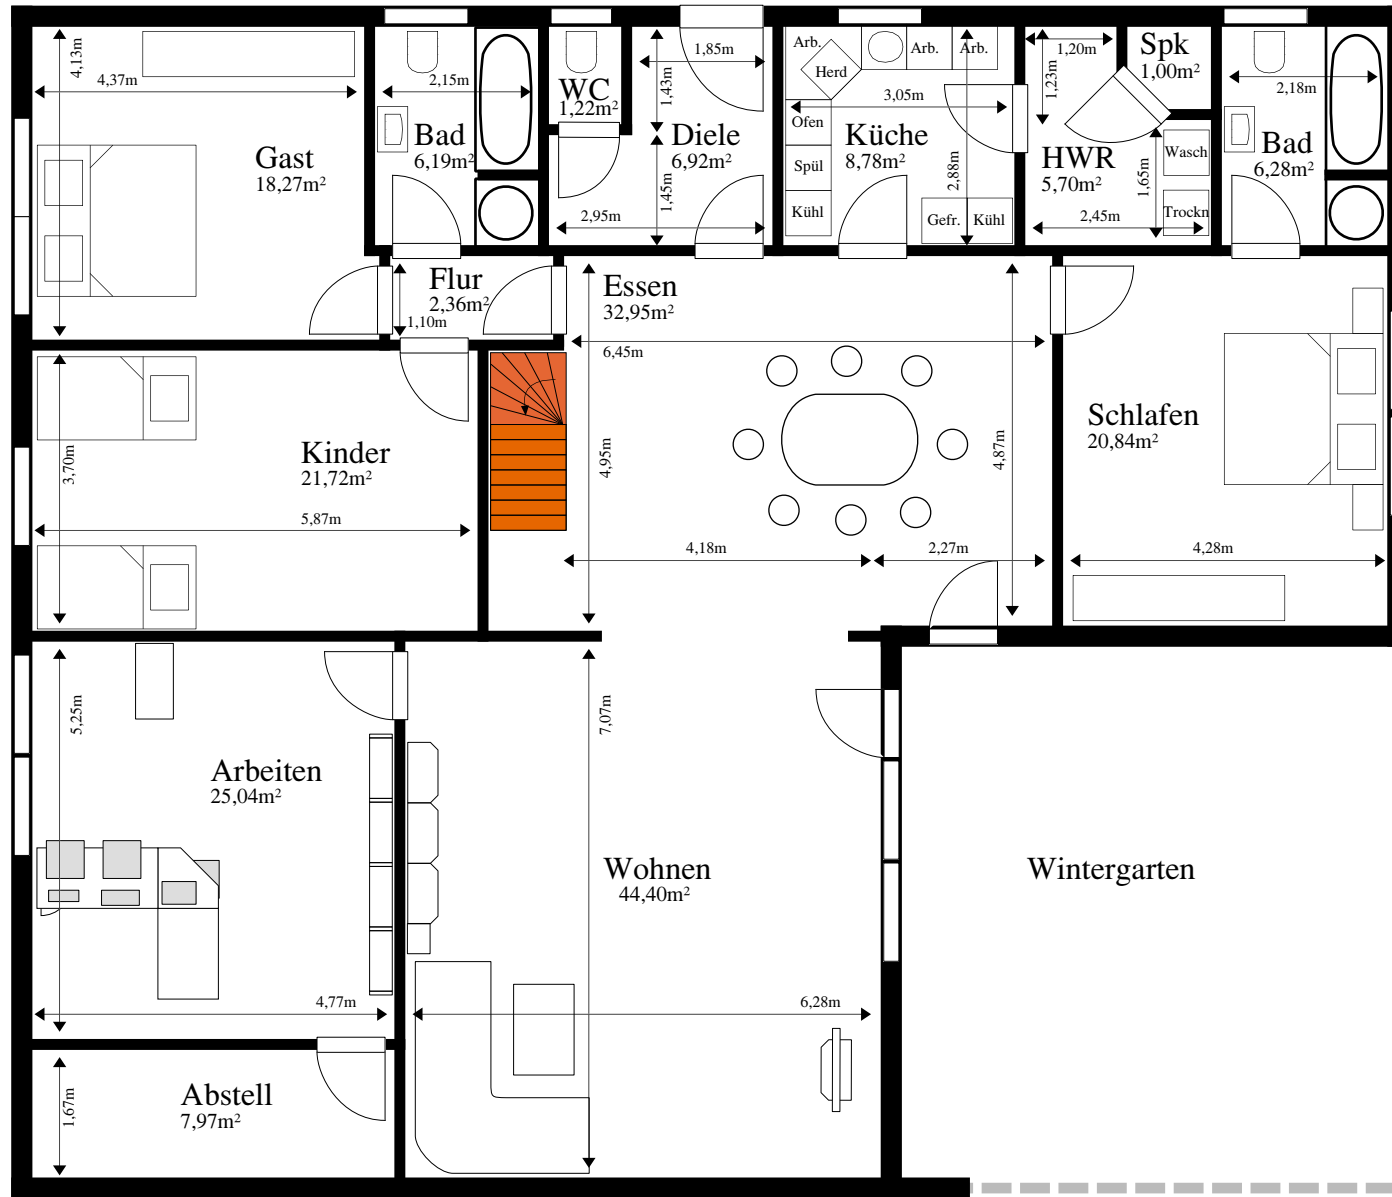 4,13m
4,37m
Gast
18,27m²
2,15m
Bad
6,19m²
WC
1,22m²
1,85m
1,43m
Diele
6,92m²
1,45m
2,95m
Arb.
Herd
Arb.
Arb.
3,05m
Ofen
Küche
8,78m²
Spül
2,88m
Kühl
Gefr.
Kühl
1,20m
1,23m
Spk
1,00m²
HWR
5,70m²
1,65m
Wasch
2,45m
Trockn
2,18m
Bad
6,28m²
Flur
2,36m²
1,10m
Essen
32,95m²
6,45m
4,95m
4,87m
4,18m
2,27m
Schlafen
20,84m²
4,28m
3,70m
Kinder
21,72m²
5,87m
5,25m
Arbeiten
25,04m²
4,77m
7,07m
Wohnen
44,40m²
6,28m
Wintergarten
1,67m
Abstell
7,97m²